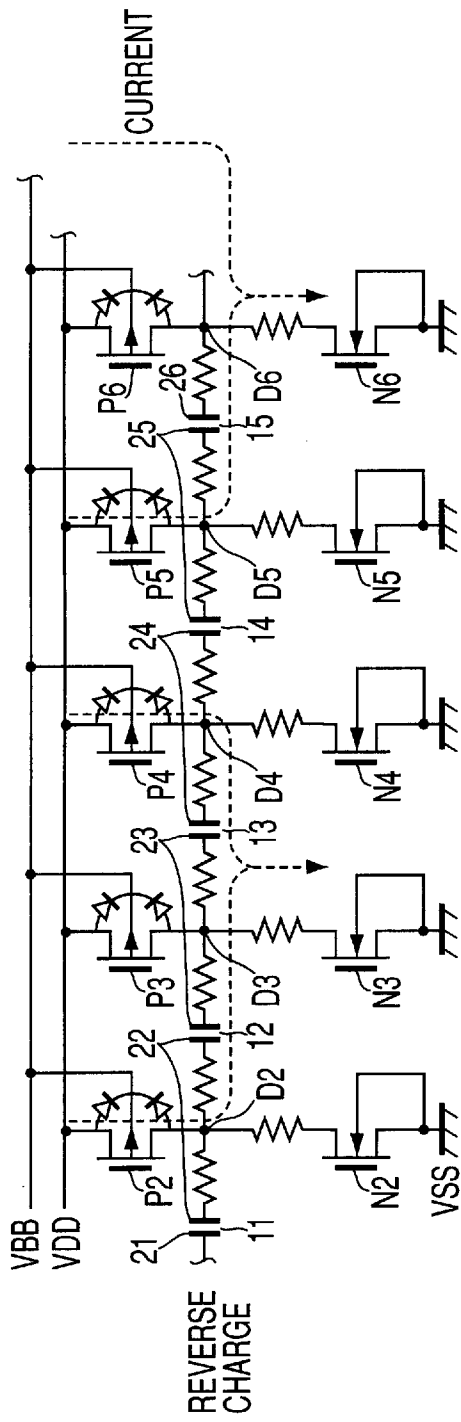 VBB
VDD
CURRENT
P2
P3
P4
P5
P6
REVERSE
CHARGE
21
22
23
24
25
26
11
12
13
14
15
D2
D3
D4
D5
D6
N2
N3
N4
N5
N6
VSS